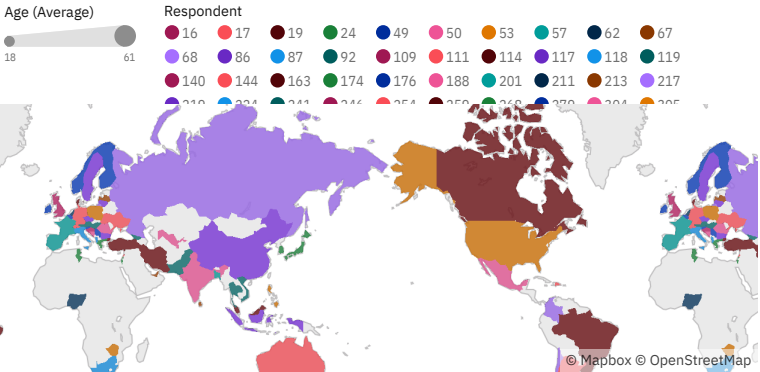 Age (Average)
Respondent
18
61
16 17 19 24 49 50 53 57 62 67
68 86 87 92 109 111 114 117 118 119
140 144 163 174 176 188 201 211 213 217
© Mapbox © OpenStreetMap